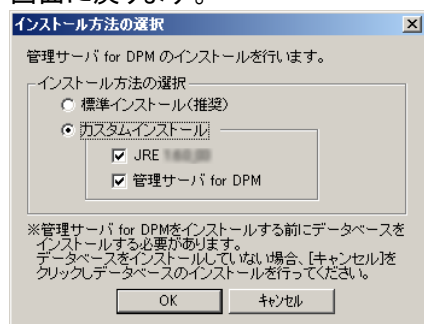 画面に戻ります。
インストール方法の選択
管理サーバ for DPM のインストールを行います。
インストール方法の選択
標準インストール(推奨)
カスタムインストール
JRE
管理サーバ for DPM
※管理サーバ for DPMをインストールする前にデータベースを
インストールする必要があります。
データベースをインストールしていない場合、[キャンセル]を
クリックしデータベースのインストールを行ってください。
OK
キャンセル